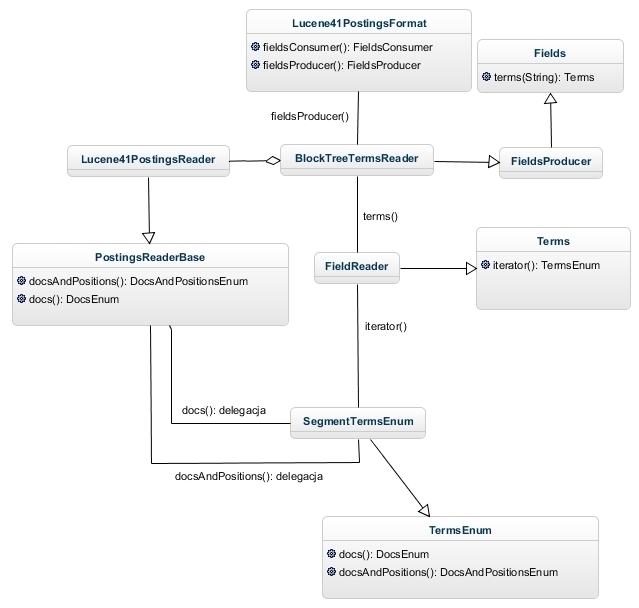 Lucene41PostingsFormat
fieldsConsumer(): FieldsConsumer
fieldsProducer(): FieldsProducer
Fields
terms(String): Terms
fieldsProducer()
Lucene41PostingsReader
BlockTreeTermsReader
FieldsProducer
terms()
PostingsReaderBase
docsAndPositions(): DocsAndPositionsEnum
docs(): DocsEnum
FieldReader
Terms
iterator(): TermsEnum
iterator()
docs(): delegacja
SegmentTermsEnum
docsAndPositions(): delegacja
TermsEnum
docs(): DocsEnum
docsAndPositions(): DocsAndPositionsEnum